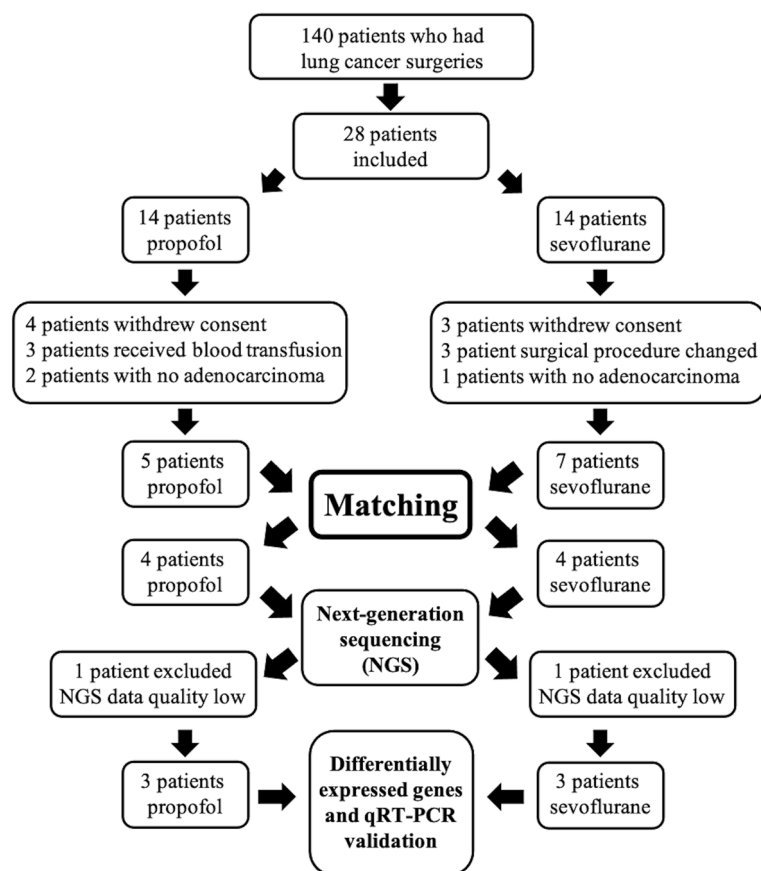 140 patients who had
lung cancer surgeries
28 patients
included
14 patients
propofol
14 patients
sevoflurane
4 patients withdrew consent
3 patients received blood transfusion
2 patients with no adenocarcinoma
3 patients withdrew consent
3 patient surgical procedure changed
1 patients with no adenocarcinoma
5 patients
propofol
Matching
7 patients
sevoflurane
4 patients
propofol
4 patients
sevoflurane
Next-generation
sequencing
(NGS)
1 patient excluded
NGS data quality low
1 patient excluded
NGS data quality low
3 patients
propofol
Differentially
expressed genes
and qRT-PCR
validation
3 patients
sevoflurane